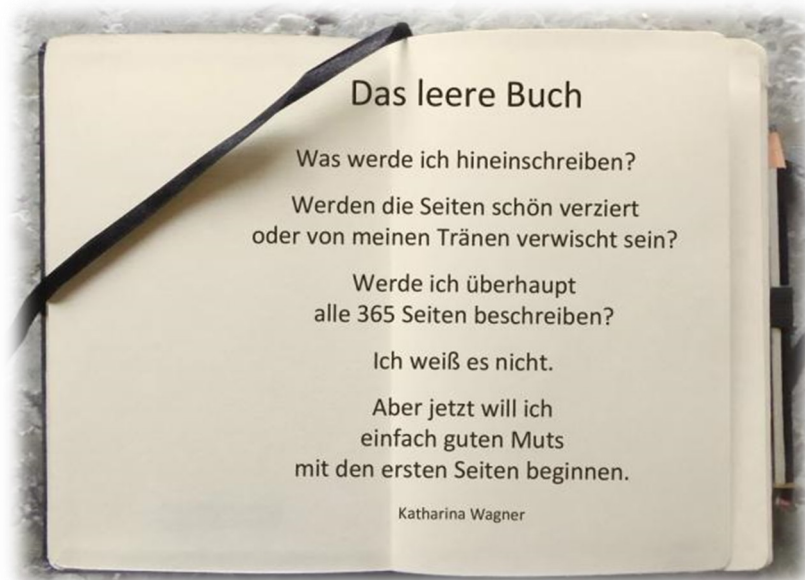 Das leere Buch
Was werde ich hineinschreiben?
Werden die Seiten schön verziert
oder von meinen Tränen verwischt sein?
Werde ich überhaupt
alle 365 Seiten beschreiben?
Ich weiß es nicht.
Aber jetzt will ich
einfach guten Muts
mit den ersten Seiten beginnen.
Katharina Wagner